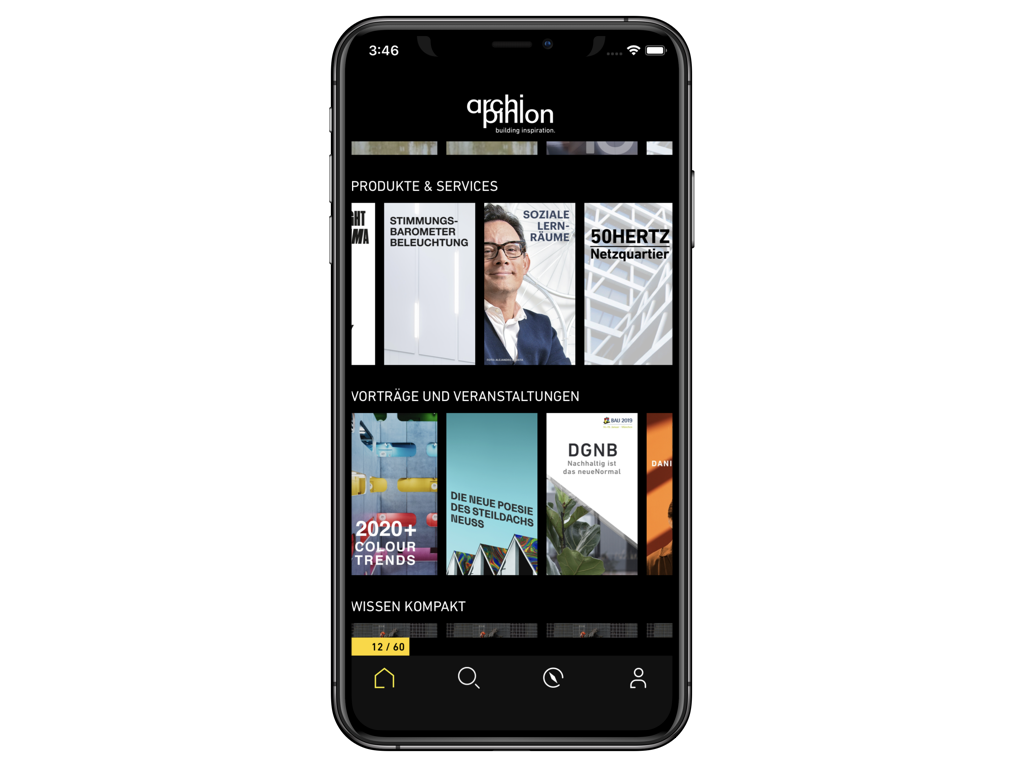 3:46
archi
pinion
building inspiration.
PRODUKTE & SERVICES
STIMMUNGS-
BAROMETER
BELEUCHTUNG
SOZIALE
LERN-
RÄUME
50HERTZ
Netzquartier
VORTRÄGE UND VERANSTALTUNGEN
2020+
COLOUR
TRENDS
DIE NEUE POESIE
DES STEILDACHS
NEUSS
BAU 2019
DGNB
Nachhaltig ist
das neueNormal
DANI
WISSEN KOMPAKT
12 / 60